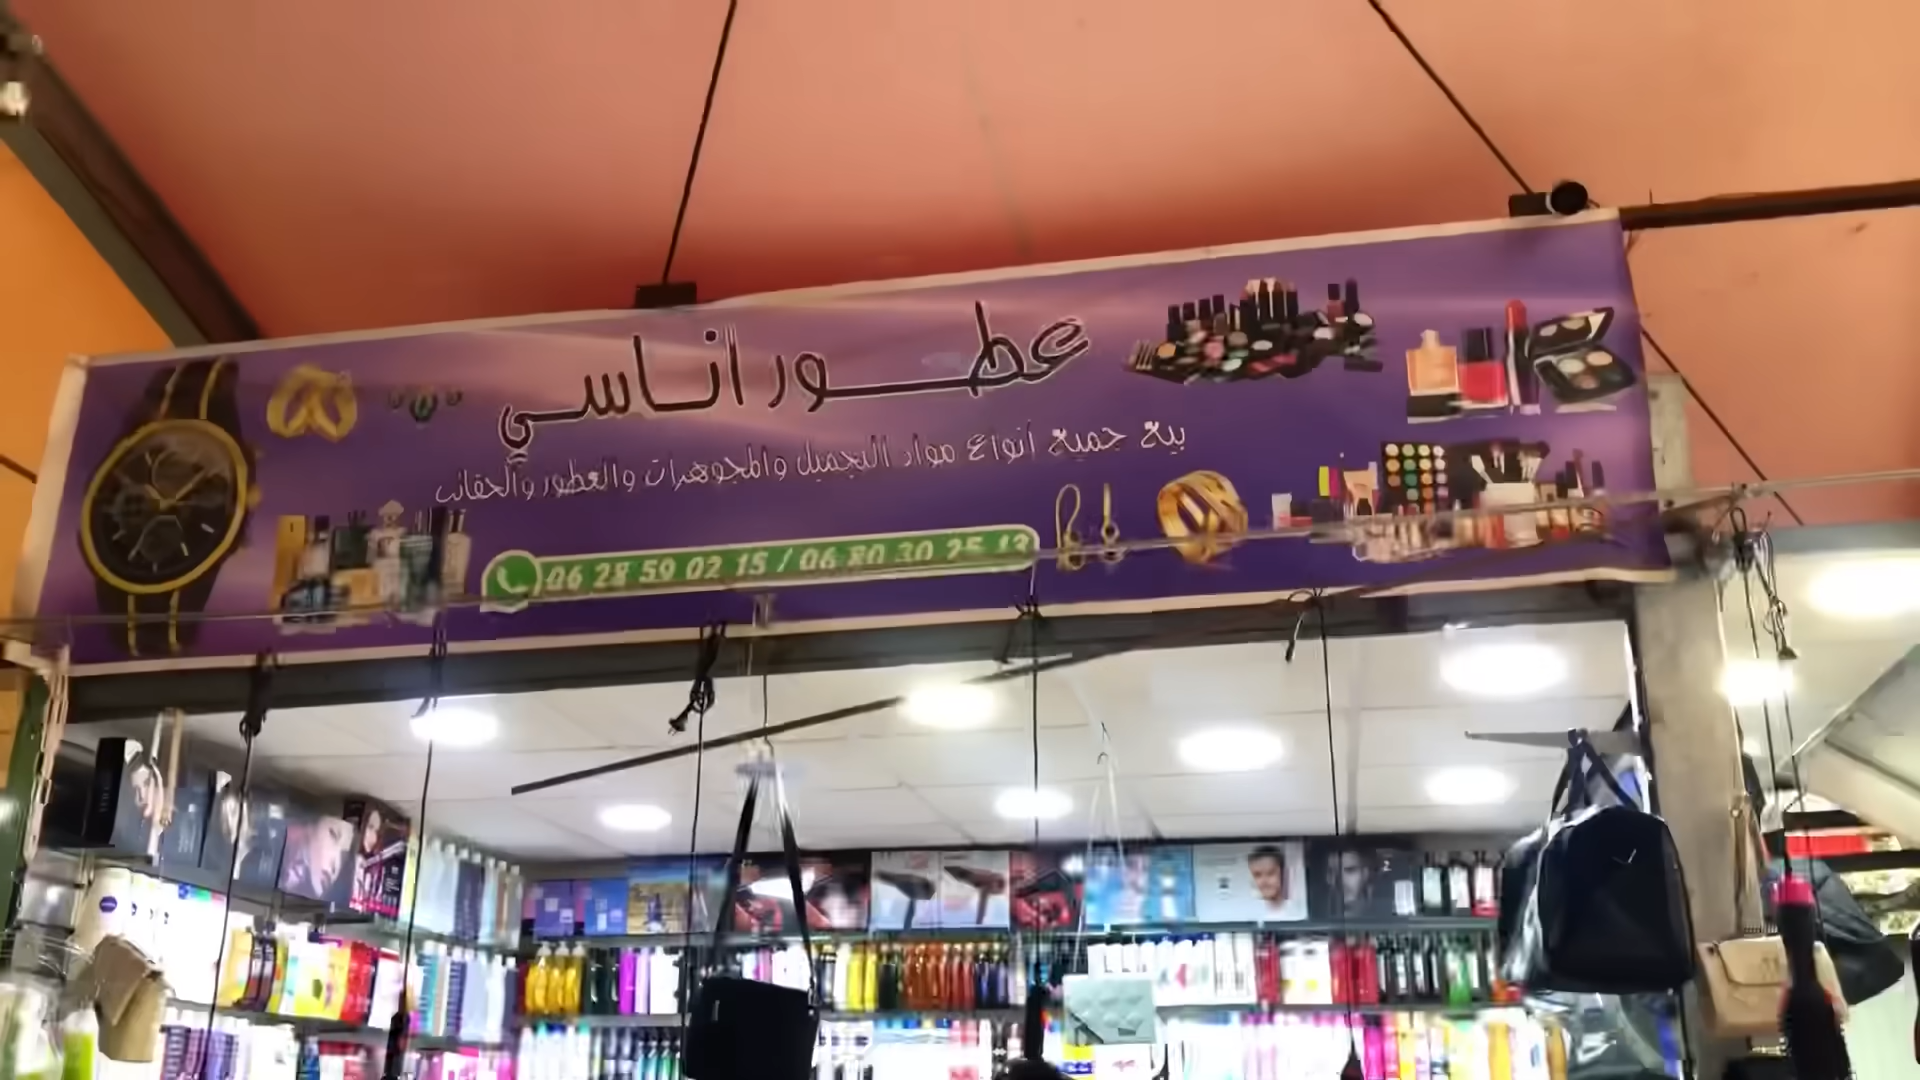 عطور اناسي
بيع جميع أنواع مواد التجميل والمجوهرات والعطور والحقائب
06 28 59 02 15 / 06 80 30 25 13